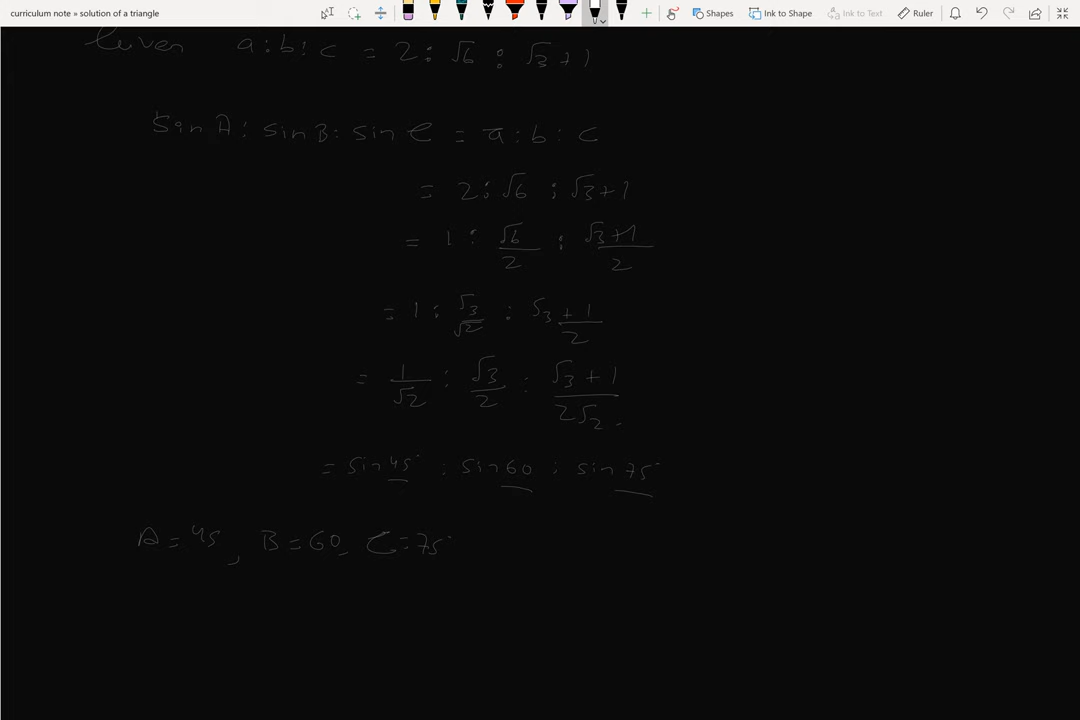 curriculum note » solution of a triangle
Shapes Ink to Shape Ink to Text Ruler
Given a : b : c = 2 : √6 : √3 + 1
Sin A : sin B : sin C = a : b : c
= 2 : √6 : √3 + 1
= 1 : √6/2 : (√3 + 1)/2
= 1 : √3/√2 : (√3 + 1)/2
= 1/√2 : √3/2 : (√3 + 1)/(2√2)
= sin 45° : sin 60 : sin 75°
A = 45, B = 60, C = 75°